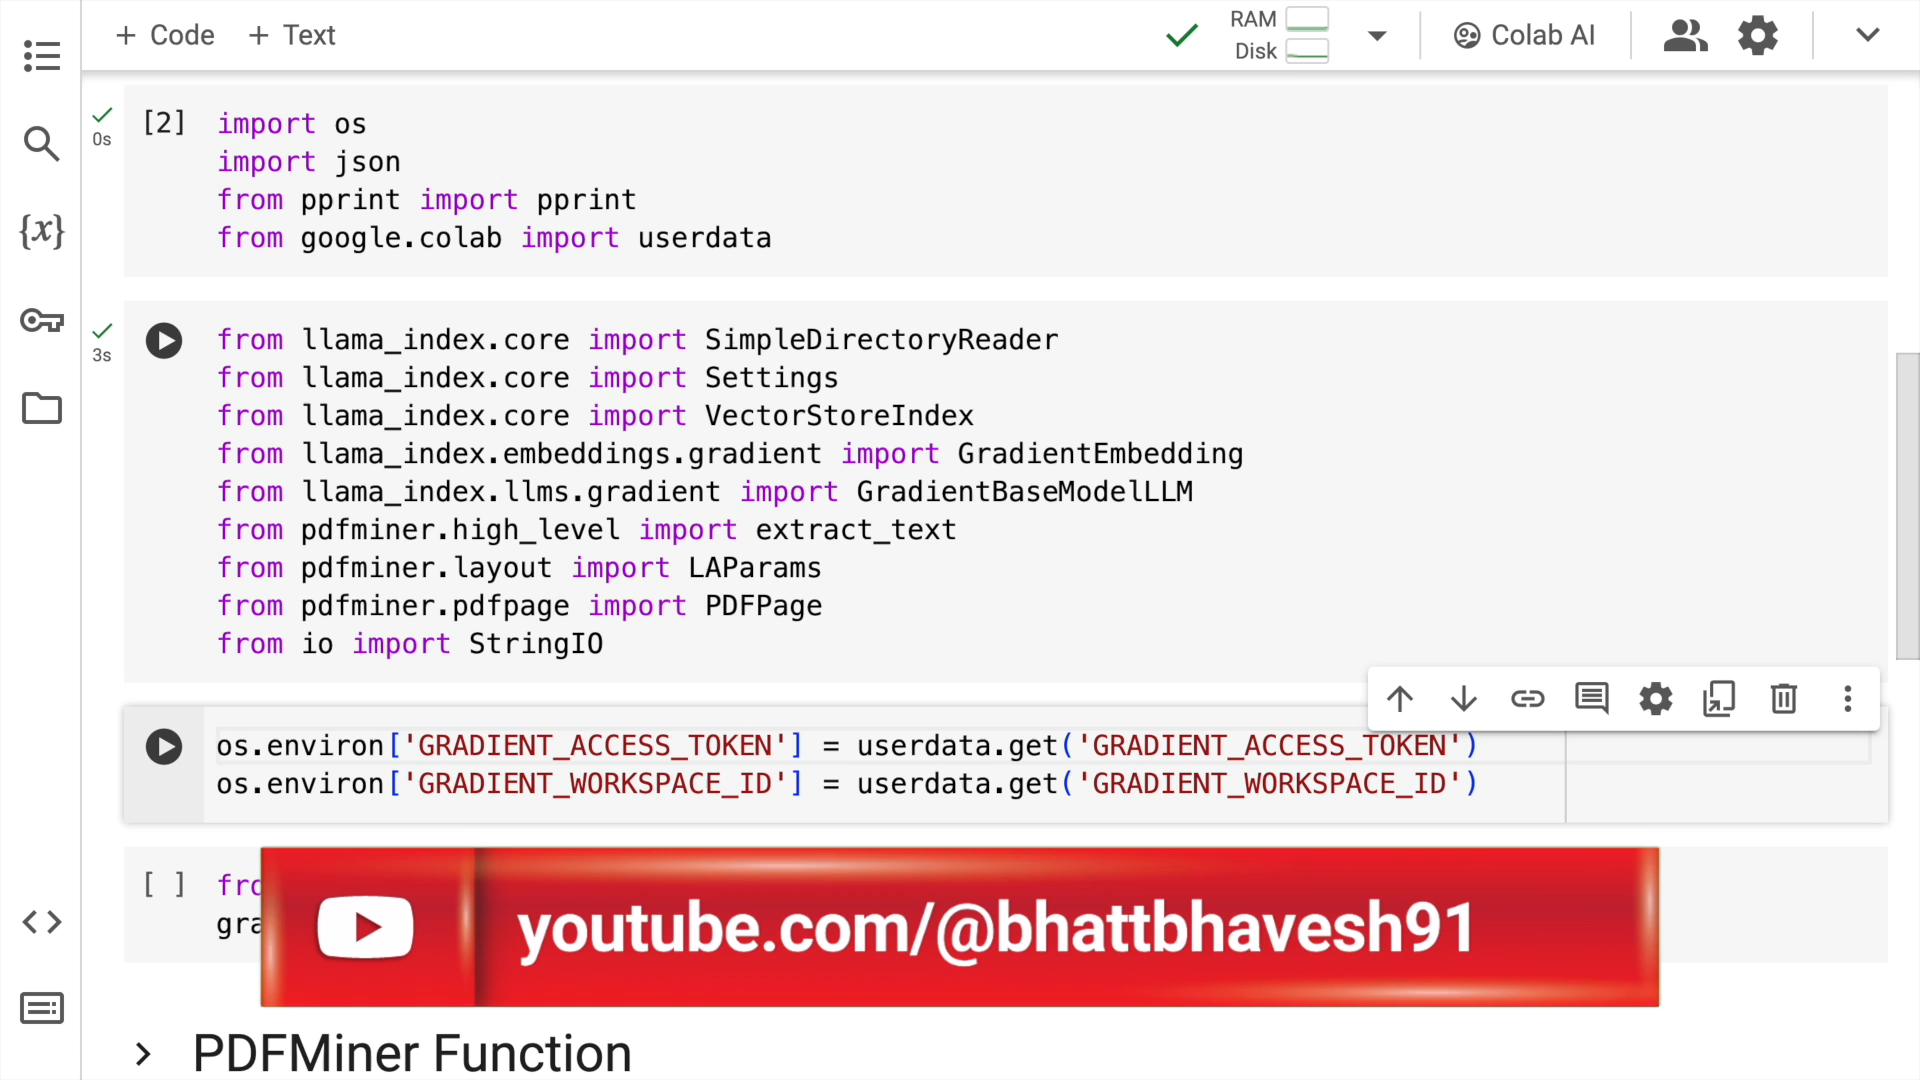 + Code + Text
RAM
Disk
Colab AI
0s
[2] import os
import json
from pprint import pprint
from google.colab import userdata
3s
from llama_index.core import SimpleDirectoryReader
from llama_index.core import Settings
from llama_index.core import VectorStoreIndex
from llama_index.embeddings.gradient import GradientEmbedding
from llama_index.llms.gradient import GradientBaseModelLLM
from pdfminer.high_level import extract_text
from pdfminer.layout import LAParams
from pdfminer.pdfpage import PDFPage
from io import StringIO
os.environ['GRADIENT_ACCESS_TOKEN'] = userdata.get('GRADIENT_ACCESS_TOKEN')
os.environ['GRADIENT_WORKSPACE_ID'] = userdata.get('GRADIENT_WORKSPACE_ID')
[ ]
youtube.com/@bhattbhavesh91
PDFMiner Function